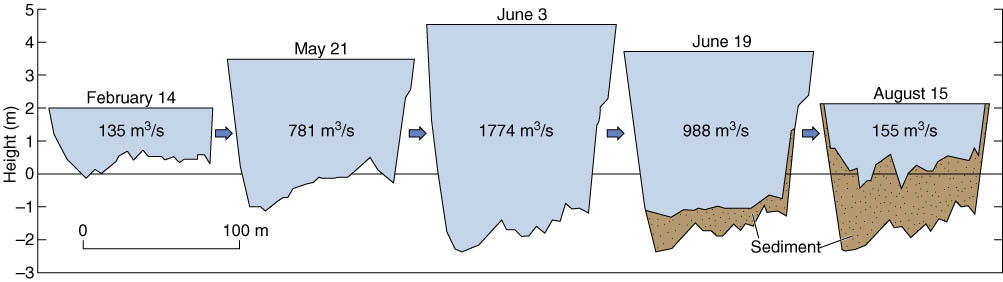 5
4
3
2
1
0
–1
–2
–3
Height (m)
February 14
135 m³/s
May 21
781 m³/s
June 3
1774 m³/s
June 19
988 m³/s
August 15
155 m³/s
Sediment
0 100 m